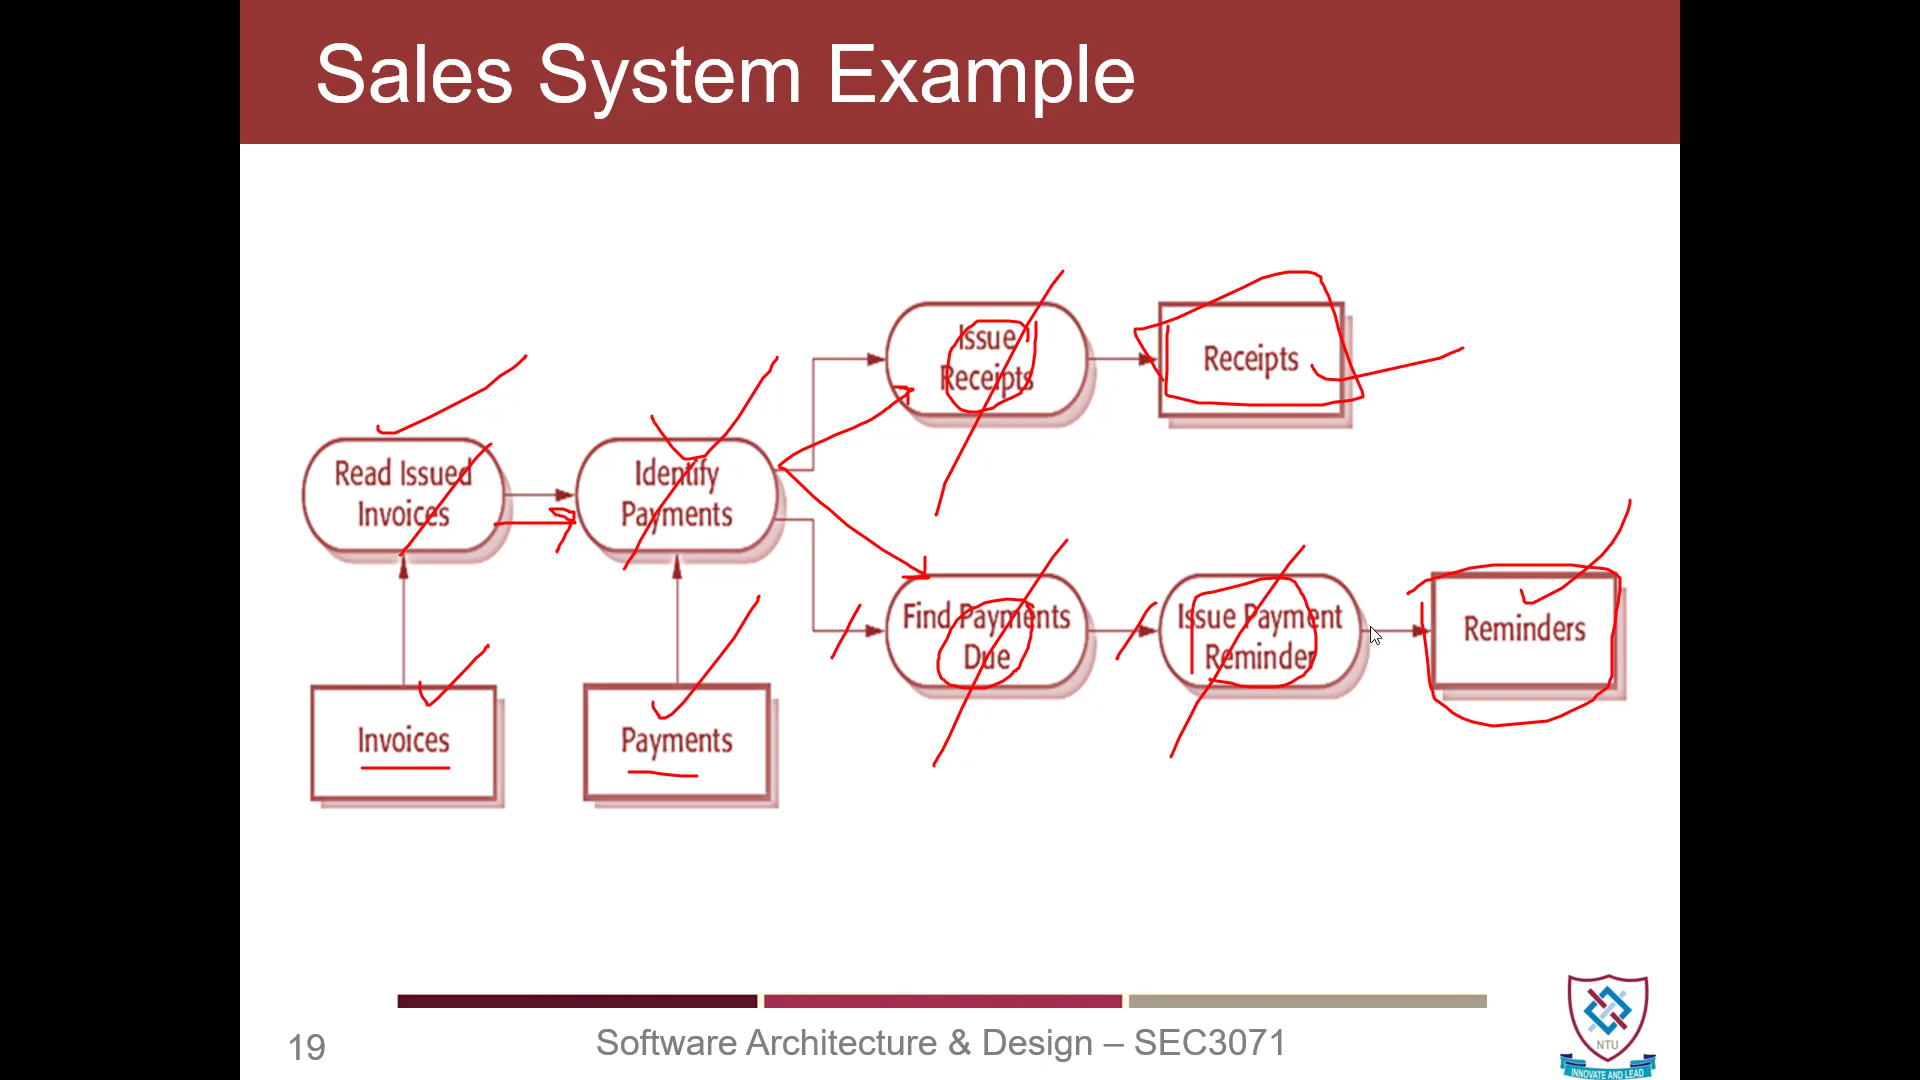 Sales System Example
Issue
Receipts
Receipts
Read Issued
Invoices
Identify
Payments
Find Payments
Due
Issue Payment
Reminder
Reminders
Invoices
Payments
19
Software Architecture & Design – SEC3071
NTU
INNOVATE AND LEAD